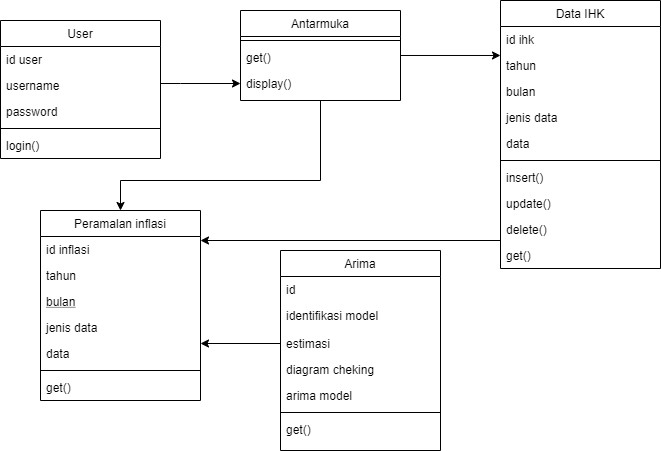 User
id user
username
password
login()
Antarmuka
get()
display()
Data IHK
id ihk
tahun
bulan
jenis data
data
insert()
update()
delete()
get()
Peramalan inflasi
id inflasi
tahun
bulan
jenis data
data
get()
Arima
id
identifikasi model
estimasi
diagram cheking
arima model
get()